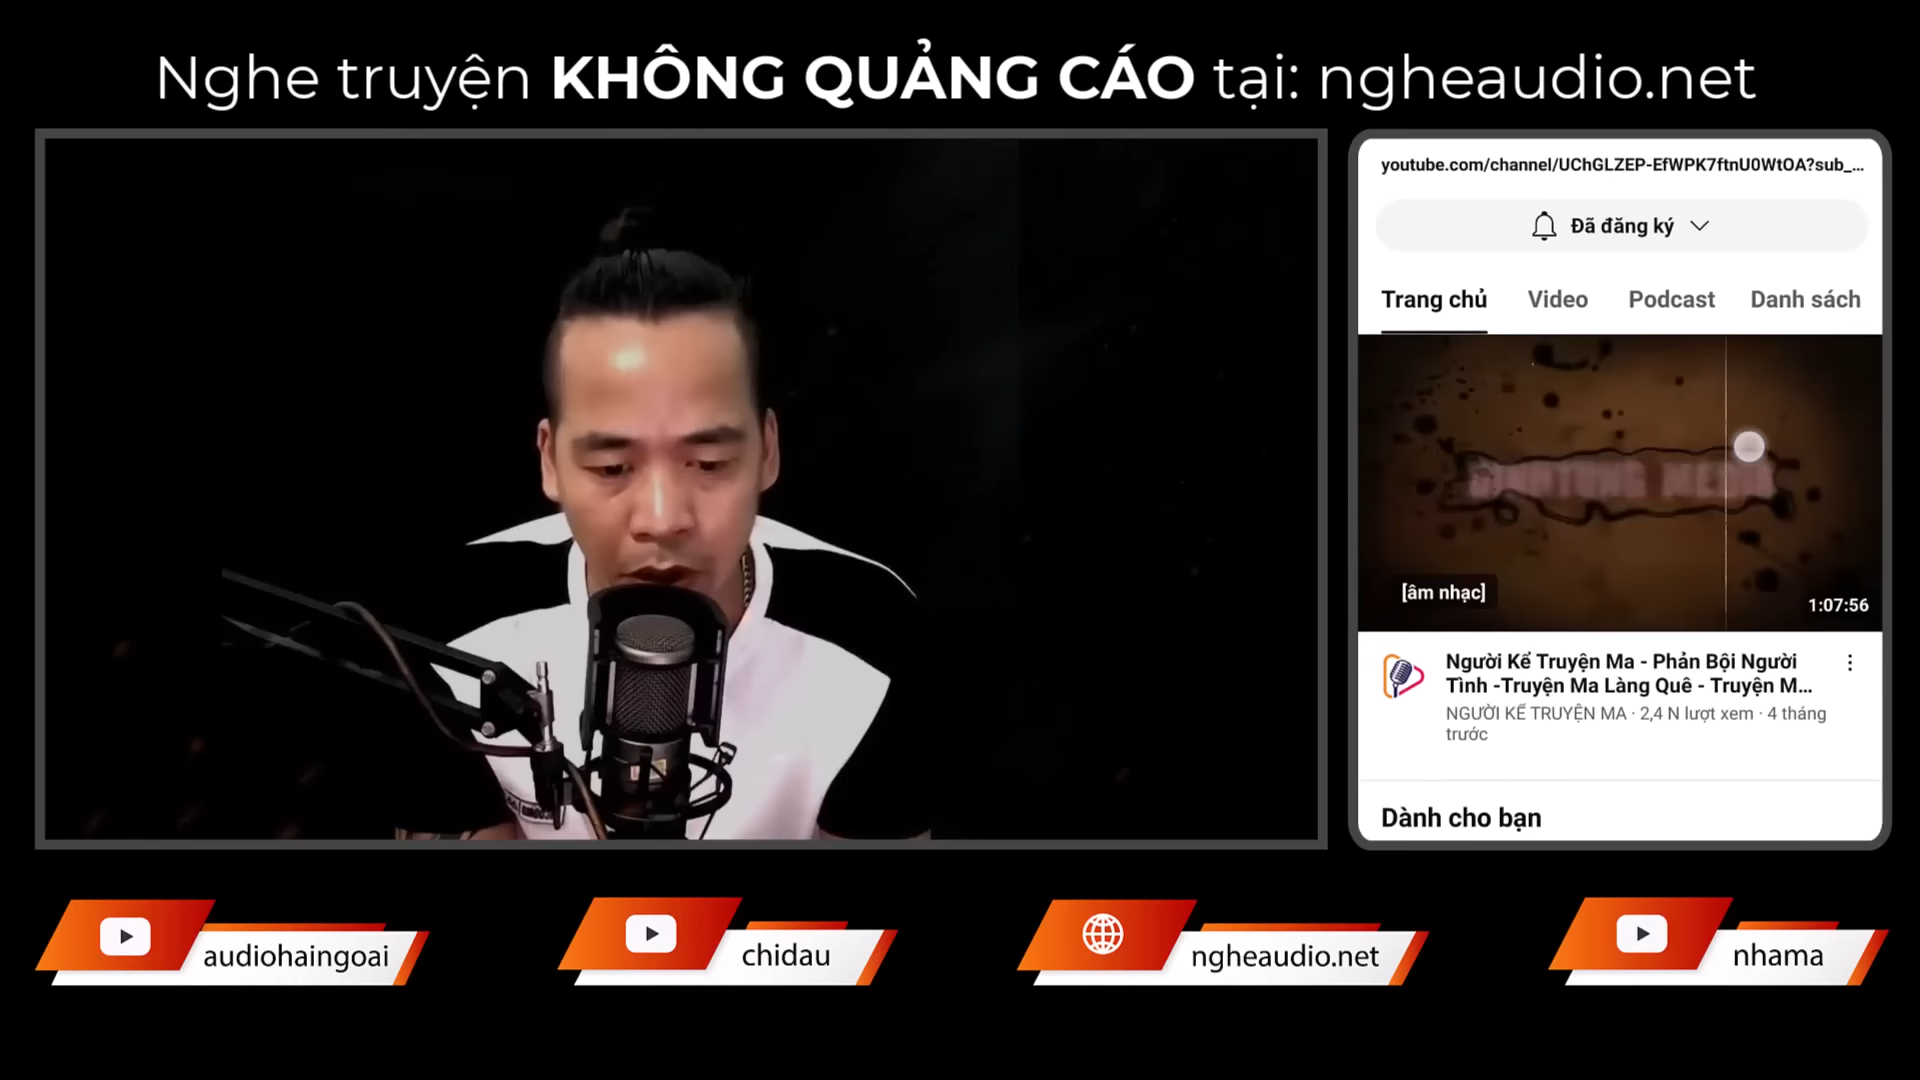 Nghe truyện KHÔNG QUẢNG CÁO tại: ngheaudio.net
youtube.com/channel/UChGLZEP-EfWPK7ftnU0WtOA?sub_...
Đã đăng ký
Trang chủ Video Podcast Danh sách
[âm nhạc]
1:07:56
Người Kể Truyện Ma - Phản Bội Người
Tình -Truyện Ma Làng Quê - Truyện M...
NGƯỜI KỂ TRUYỆN MA · 2,4 N lượt xem · 4 tháng
trước
Dành cho bạn
audiohaingoai
chidau
ngheaudio.net
nhama